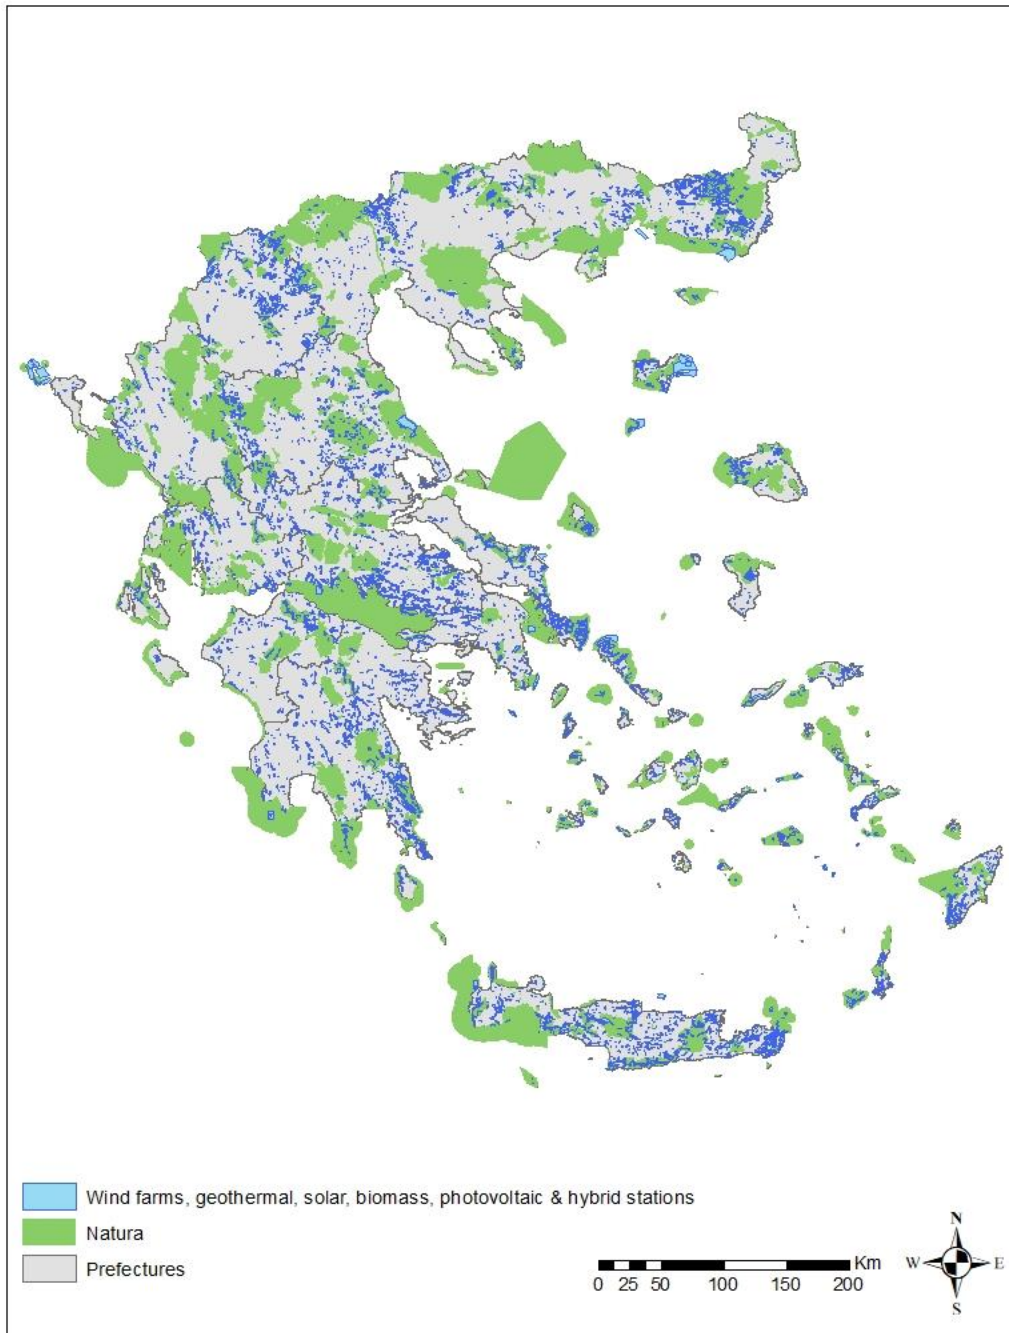 Wind farms, geothermal, solar, biomass, photovoltaic & hybrid stations
Natura
Prefectures
Km
0 25 50 100 150 200
N
W E
S